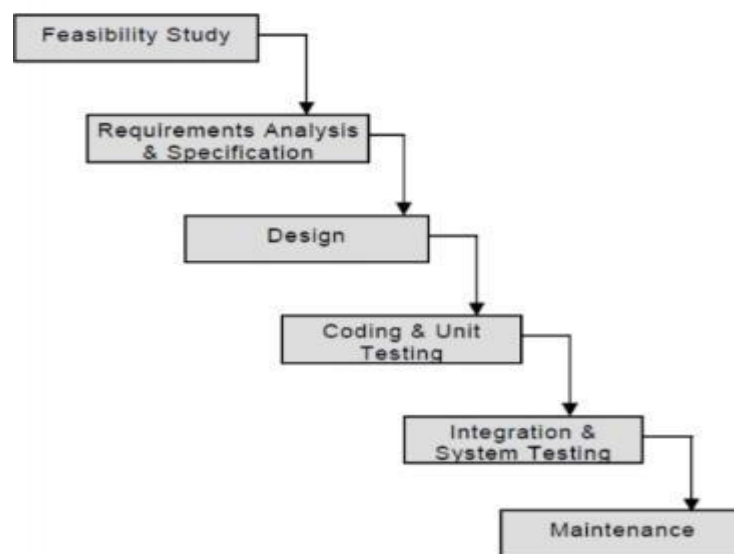 Feasibility Study
Requirements Analysis
& Specification
Design
Coding & Unit
Testing
Integration &
System Testing
Maintenance